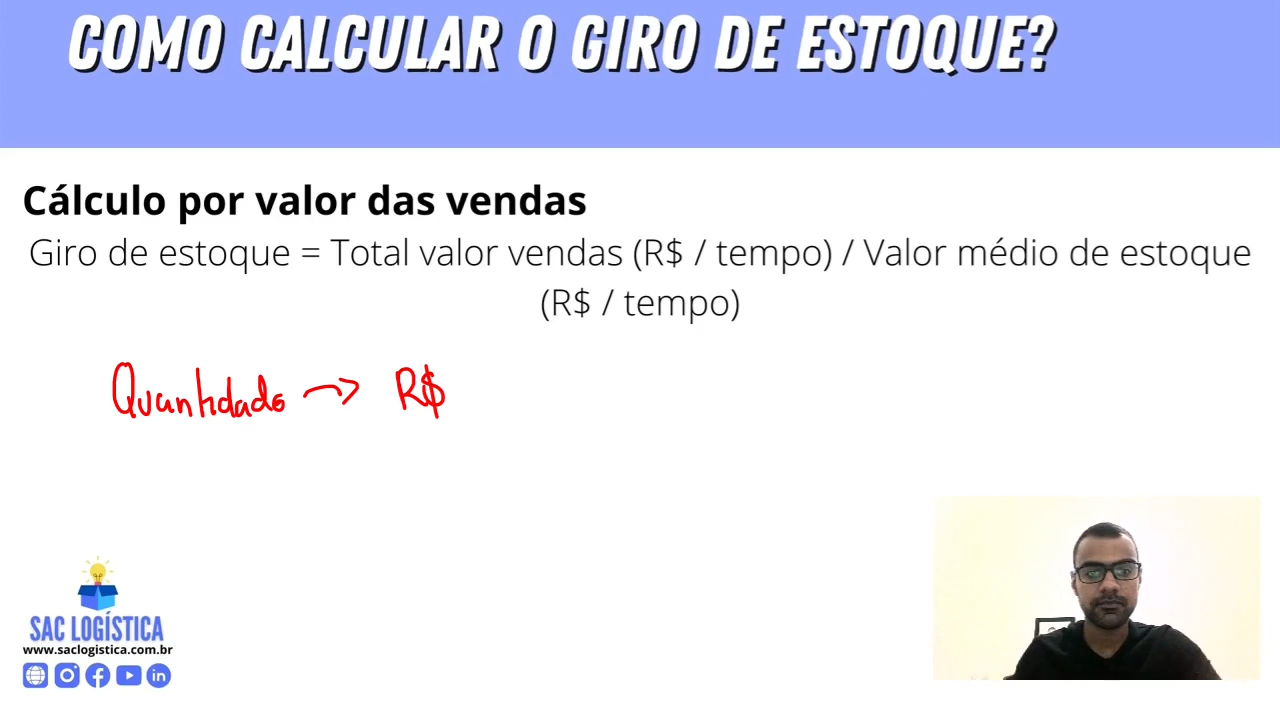 COMO CALCULAR O GIRO DE ESTOQUE?
Cálculo por valor das vendas
Giro de estoque = Total valor vendas (R$ / tempo) / Valor médio de estoque
(R$ / tempo)
Quantidade → R$
SAC LOGÍSTICA
www.saclogistica.com.br